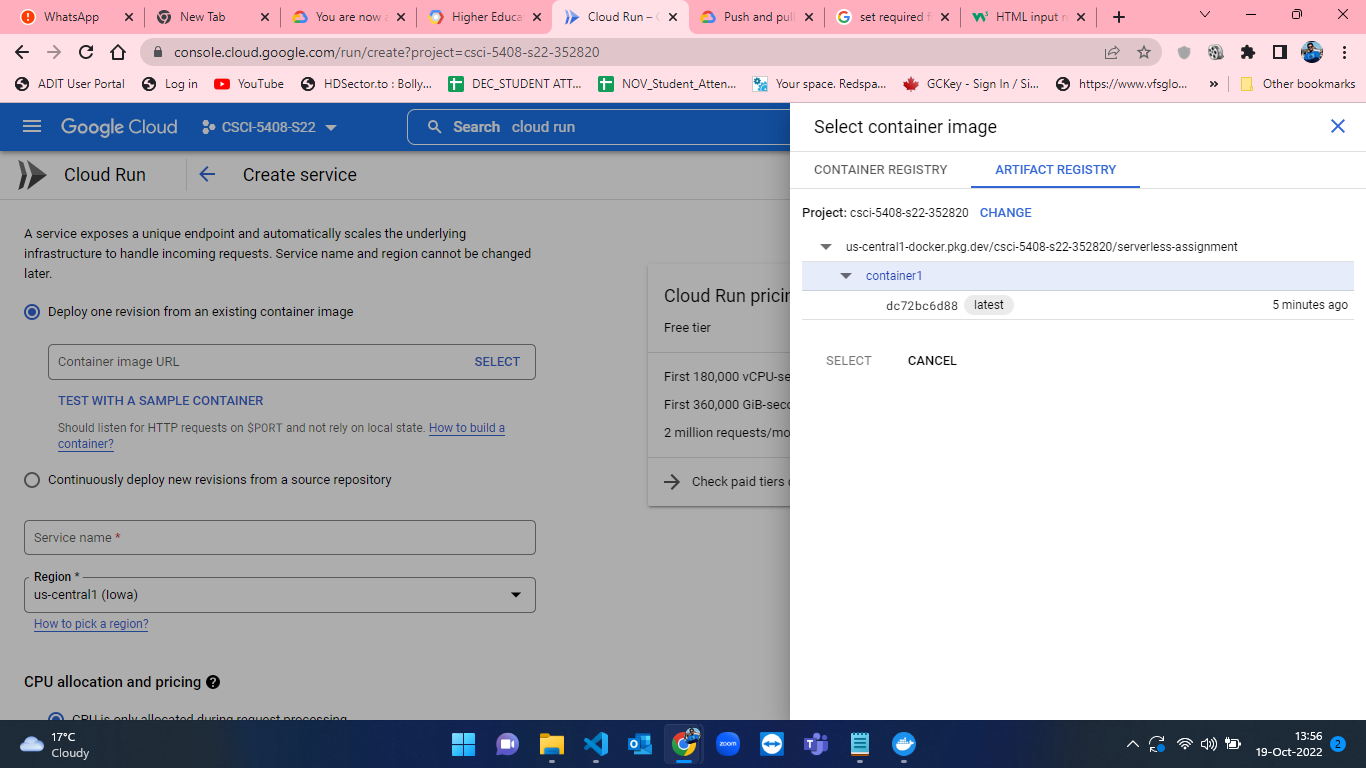 WhatsApp
New Tab
You are now a
Higher Educa
Cloud Run – C
Push and pull
set required f
HTML input re
console.cloud.google.com/run/create?project=csci-5408-s22-352820
ADIT User Portal
Log in
YouTube
HDSector.to : Bolly...
DEC_STUDENT ATT...
NOV_Student_Atten...
Your space. Redspa...
GCKey - Sign In / Si...
https://www.vfsglo...
»
Other bookmarks
Google Cloud
CSCI-5408-S22
Search cloud run
Select container image
Cloud Run
Create service
CONTAINER REGISTRY
ARTIFACT REGISTRY
Project: csci-5408-s22-352820 CHANGE
us-central1-docker.pkg.dev/csci-5408-s22-352820/serverless-assignment
container1
dc72bc6d88 latest 5 minutes ago
SELECT
CANCEL
A service exposes a unique endpoint and automatically scales the underlying
infrastructure to handle incoming requests. Service name and region cannot be changed
later.
Deploy one revision from an existing container image
Container image URL
SELECT
TEST WITH A SAMPLE CONTAINER
Should listen for HTTP requests on $PORT and not rely on local state. How to build a
container?
Continuously deploy new revisions from a source repository
Service name *
Region *
us-central1 (Iowa)
How to pick a region?
CPU allocation and pricing
CPU is only allocated during request processing
Cloud Run pricin
Free tier
First 180,000 vCPU-se
First 360,000 GiB-seco
2 million requests/mo
Check paid tiers d
17°C
Cloudy
zoom
13:56
19-Oct-2022
2